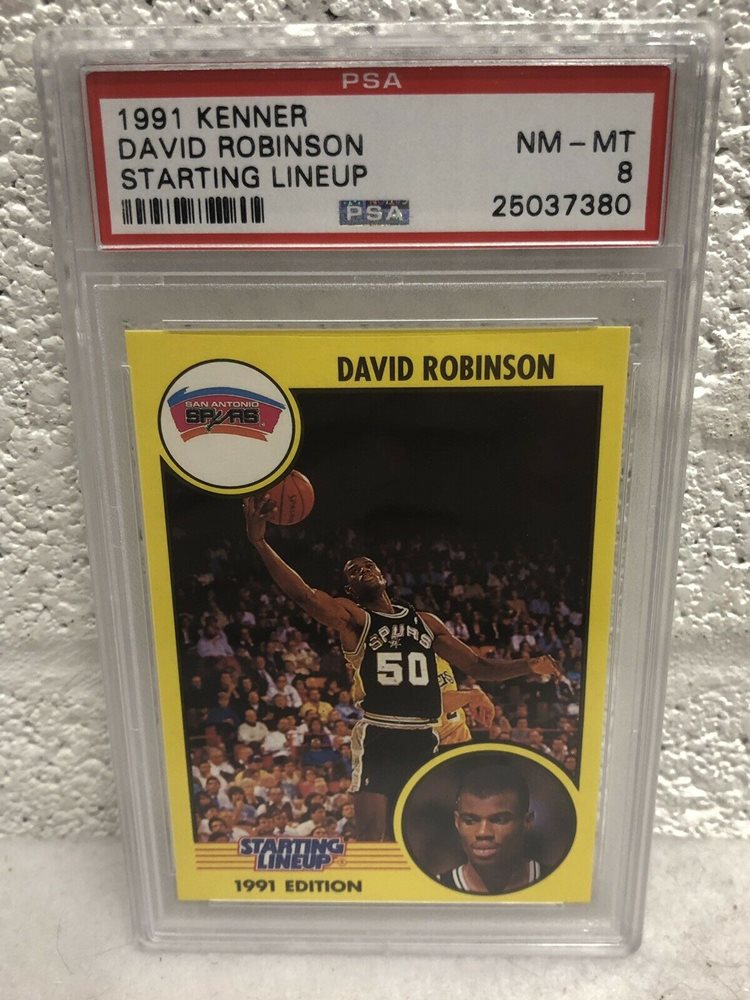 PSA
1991 KENNER
DAVID ROBINSON
STARTING LINEUP
NM - MT
8
PSA
25037380
DAVID ROBINSON
SAN ANTONIO
SPURS
SPALDING
SPURS
50
STARTING
LINEUP
1991 EDITION